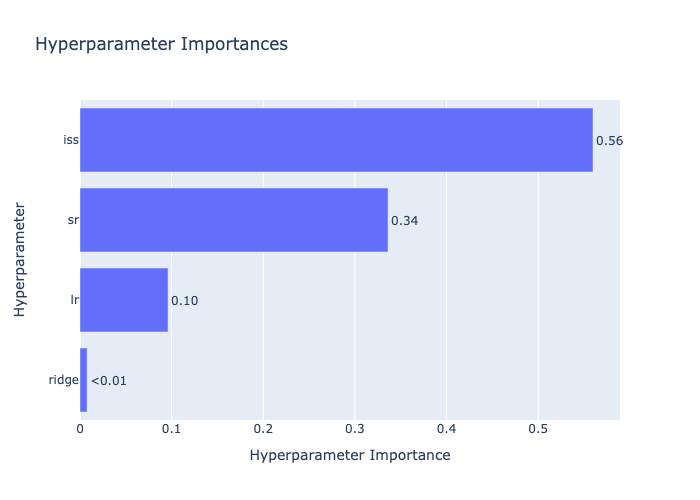 Hyperparameter Importances
Hyperparameter
iss
0.56
sr
0.34
lr
0.10
ridge
<0.01
0 0.1 0.2 0.3 0.4 0.5
Hyperparameter Importance